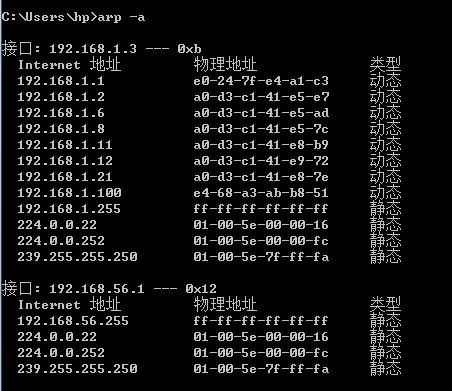 C:\Users\hp>arp -a
接口: 192.168.1.3 --- 0xb
Internet 地址 物理地址 类型
192.168.1.1 e0-24-7f-e4-a1-c3 动态
192.168.1.2 a0-d3-c1-41-e5-e7 动态
192.168.1.6 a0-d3-c1-41-e5-ad 动态
192.168.1.8 a0-d3-c1-41-e5-7c 动态
192.168.1.11 a0-d3-c1-41-e8-b9 动态
192.168.1.12 a0-d3-c1-41-e9-72 动态
192.168.1.21 a0-d3-c1-41-e8-7e 动态
192.168.1.100 e4-68-a3-ab-b8-51 动态
192.168.1.255 ff-ff-ff-ff-ff-ff 静态
224.0.0.22 01-00-5e-00-00-16 静态
224.0.0.252 01-00-5e-00-00-fc 静态
239.255.255.250 01-00-5e-7f-ff-fa 静态
接口: 192.168.56.1 --- 0x12
Internet 地址 物理地址 类型
192.168.56.255 ff-ff-ff-ff-ff-ff 静态
224.0.0.22 01-00-5e-00-00-16 静态
224.0.0.252 01-00-5e-00-00-fc 静态
239.255.255.250 01-00-5e-7f-ff-fa 静态